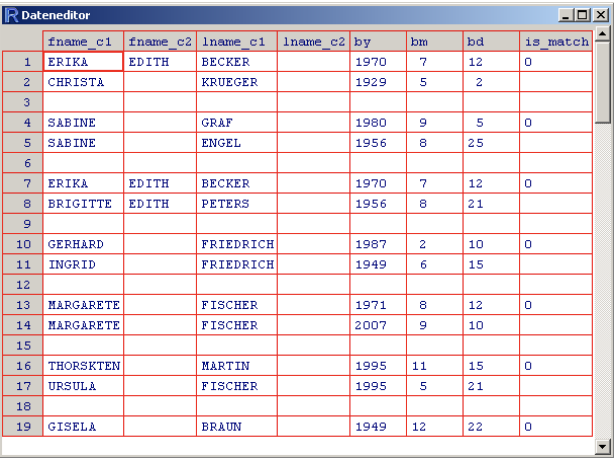 R Dateneditor
fname_c1 fname_c2 lname_c1 lname_c2 by bm bd is_match
1 ERIKA EDITH BECKER 1970 7 12 0
2 CHRISTA KRUEGER 1929 5 2
3
4 SABINE GRAF 1980 9 5 0
5 SABINE ENGEL 1956 8 25
6
7 ERIKA EDITH BECKER 1970 7 12 0
8 BRIGITTE EDITH PETERS 1956 8 21
9
10 GERHARD FRIEDRICH 1987 2 10 0
11 INGRID FRIEDRICH 1949 6 15
12
13 MARGARETE FISCHER 1971 8 12 0
14 MARGARETE FISCHER 2007 9 10
15
16 THORSKTEN MARTIN 1995 11 15 0
17 URSULA FISCHER 1995 5 21
18
19 GISELA BRAUN 1949 12 22 0